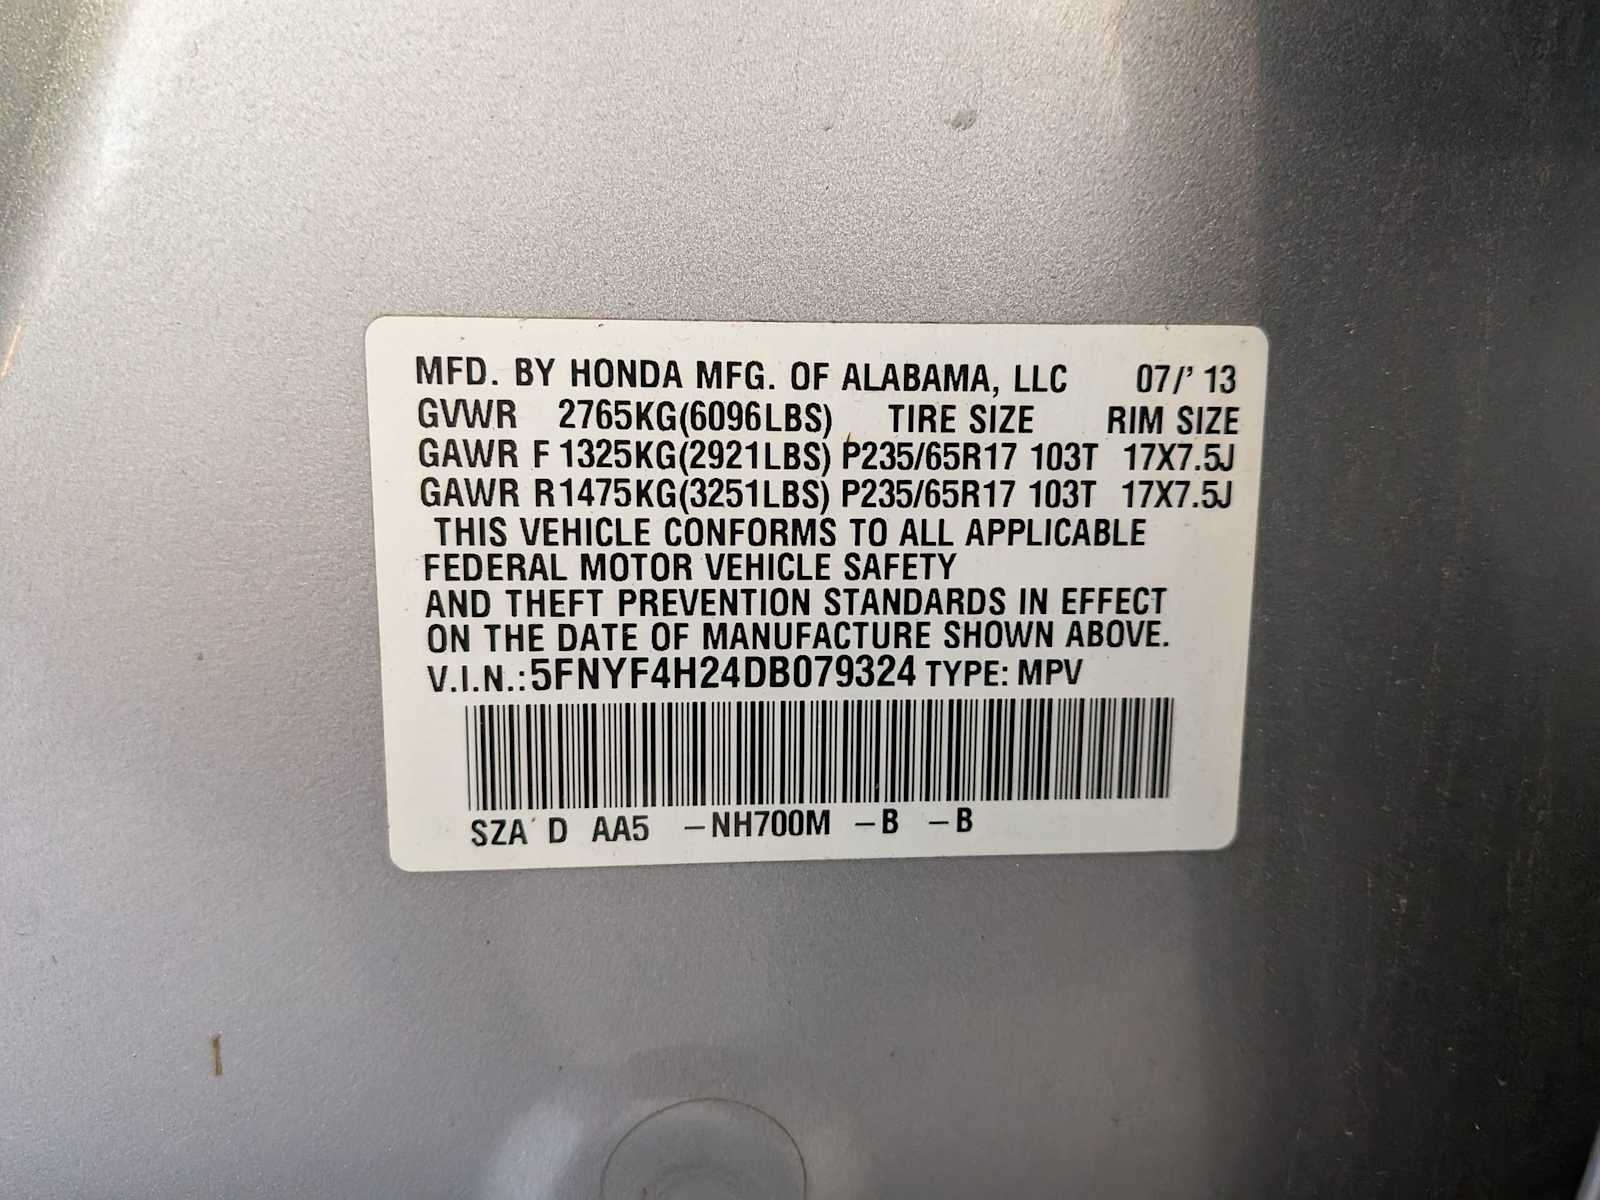 MFD. BY HONDA MFG. OF ALABAMA, LLC 07/'13
GVWR 2765KG(6096LBS) TIRE SIZE RIM SIZE
GAWR F 1325KG(2921LBS) P235/65R17 103T 17X7.5J
GAWR R 1475KG(3251LBS) P235/65R17 103T 17X7.5J
THIS VEHICLE CONFORMS TO ALL APPLICABLE
FEDERAL MOTOR VEHICLE SAFETY
AND THEFT PREVENTION STANDARDS IN EFFECT
ON THE DATE OF MANUFACTURE SHOWN ABOVE.
V.I.N.: 5FNYF4H24DB079324 TYPE: MPV
SZA D AA5 -NH700M -B -B